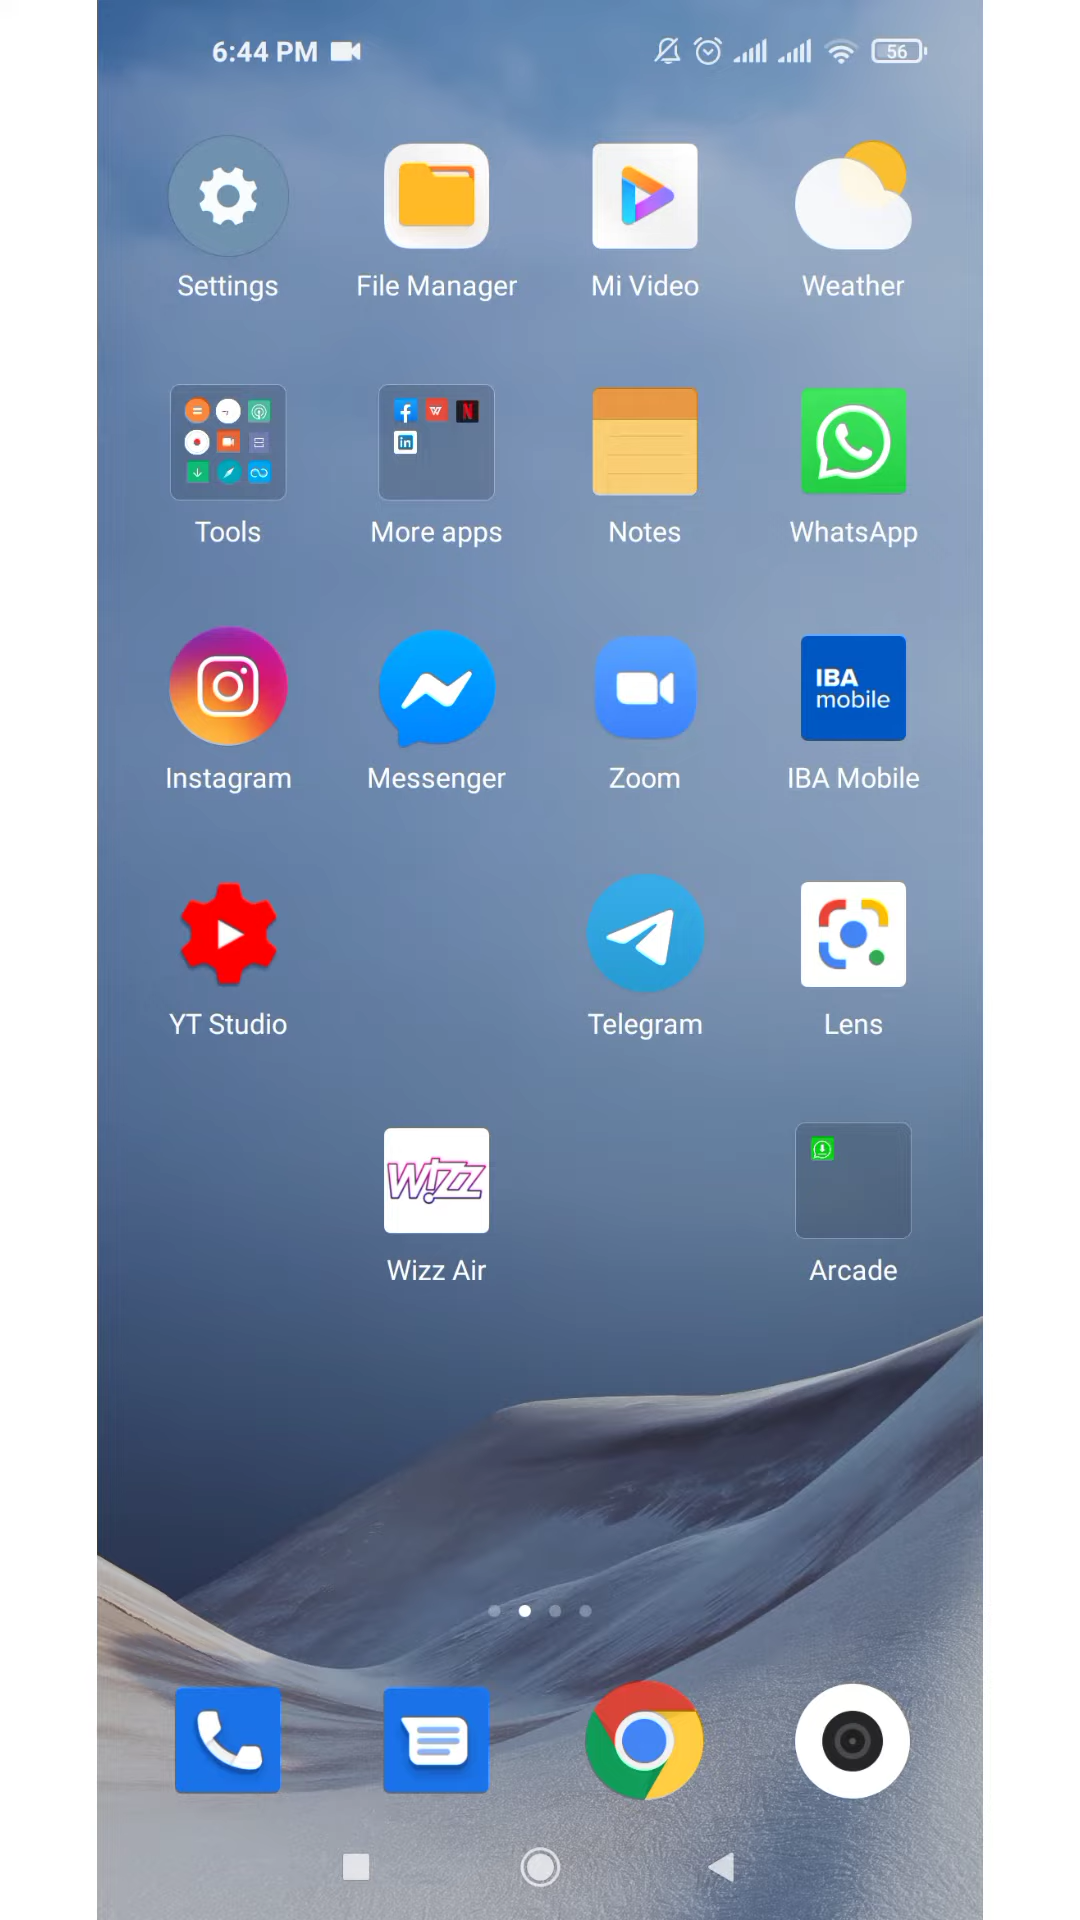 6:44 PM 56
Settings File Manager Mi Video Weather
Tools More apps Notes WhatsApp
IBA
mobile
Instagram Messenger Zoom IBA Mobile
YT Studio Telegram Lens
Wizz
Wizz Air Arcade